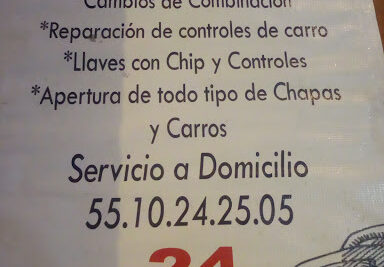 Cambios de Combinación
*Reparación de controles de carro
*Llaves con Chip y Controles
*Apertura de todo tipo de Chapas
y Carros
Servicio a Domicilio
55.10.24.25.05
24